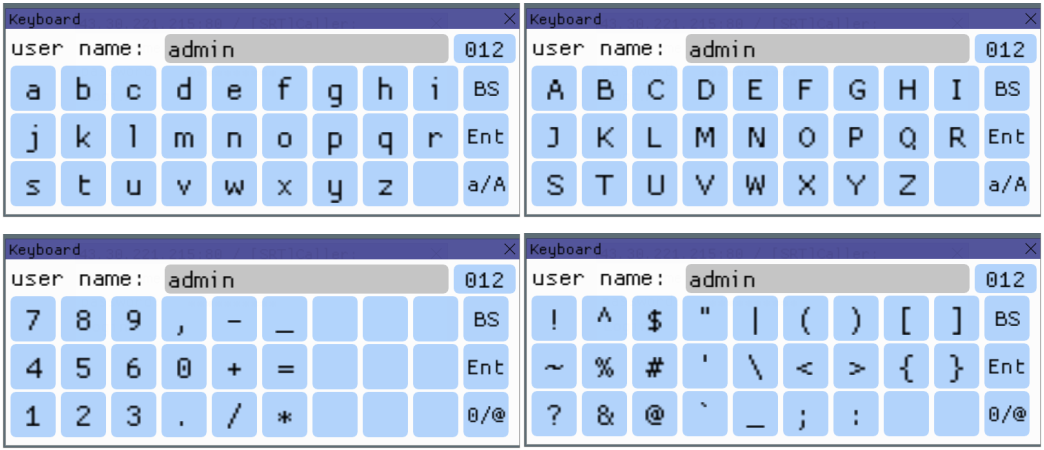 Keyboard X
user name: admin 012
a b c d e f g h i BS
j k l m n o p q r Ent
s t u v w x y z a/A
Keyboard X
user name: admin 012
A B C D E F G H I BS
J K L M N O P Q R Ent
S T U V W X Y Z a/A
Keyboard X
user name: admin 012
7 8 9 , - _ BS
4 5 6 0 + = Ent
1 2 3 . / * 0/@
Keyboard X
user name: admin 012
! ^ $ " | ( ) [ ] BS
~ % # ' \ < > { } Ent
? & @ ` _ ; : 0/@